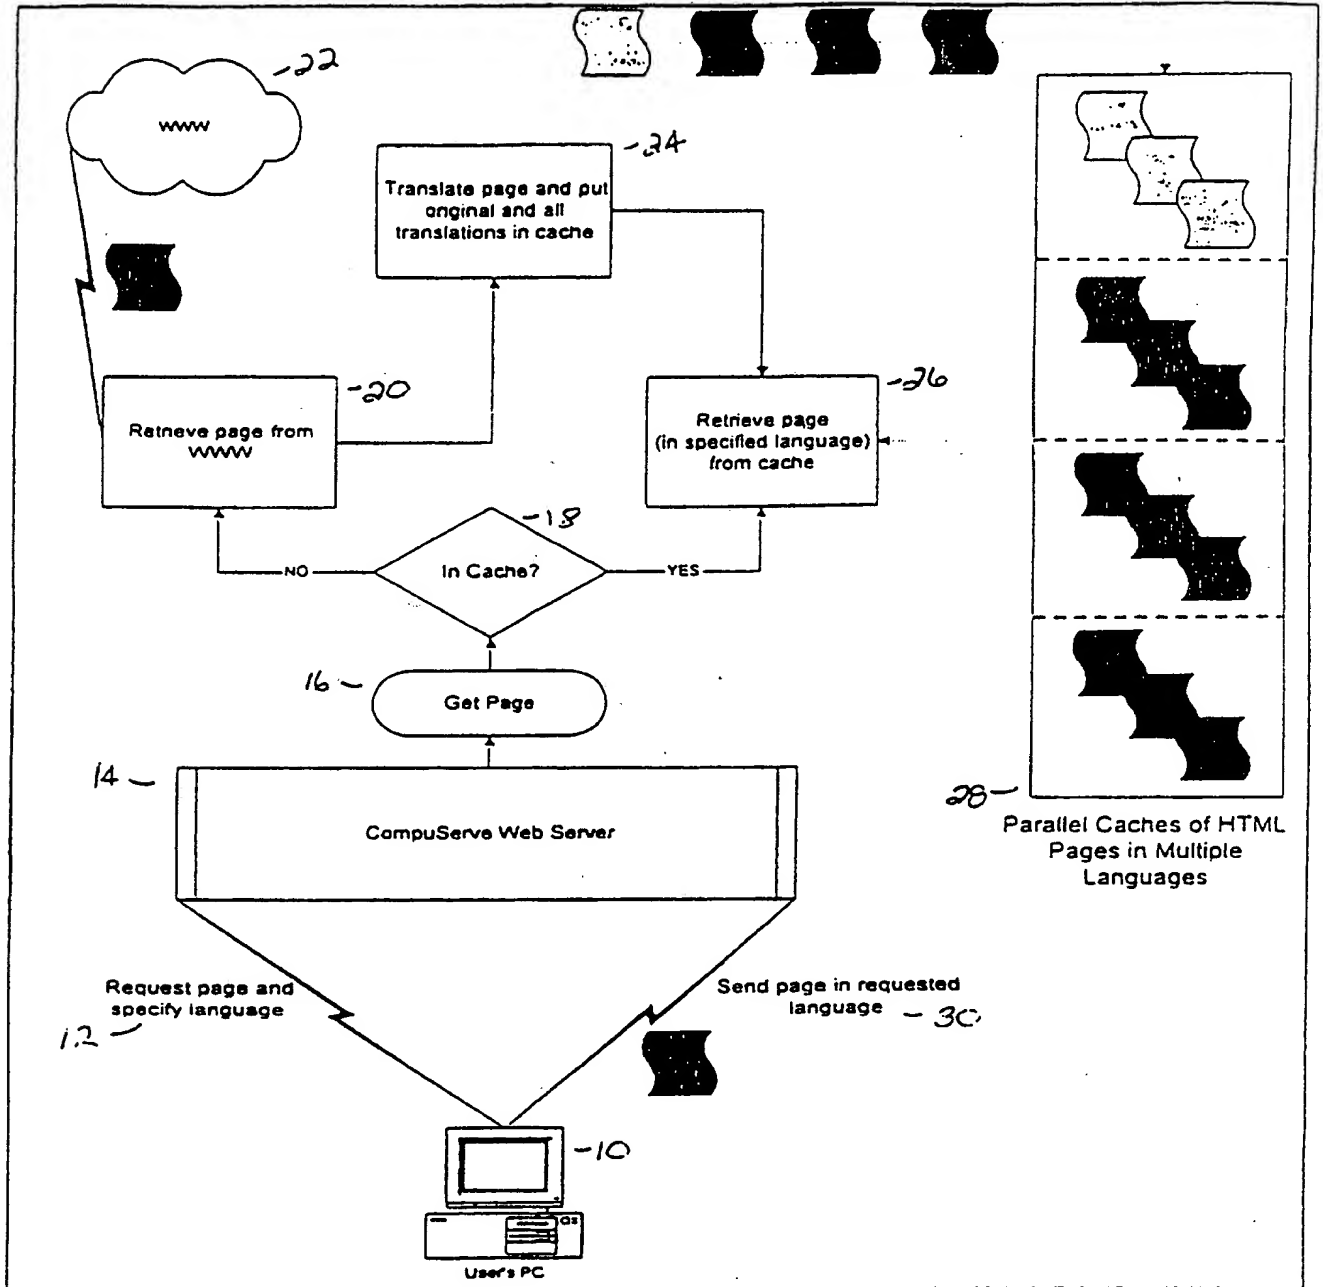 -22
WWW
-24
Translate page and put
original and all
translations in cache
-20
Retrieve page from
WWW
-26
Retrieve page
(in specified language)
from cache
-18
In Cache?
NO
YES
16 -
Get Page
14 -
CompuServe Web Server
28 -
Parallel Caches of HTML
Pages in Multiple
Languages
Request page and
specify language
12 -
Send page in requested
language
- 30
-10
User's PC